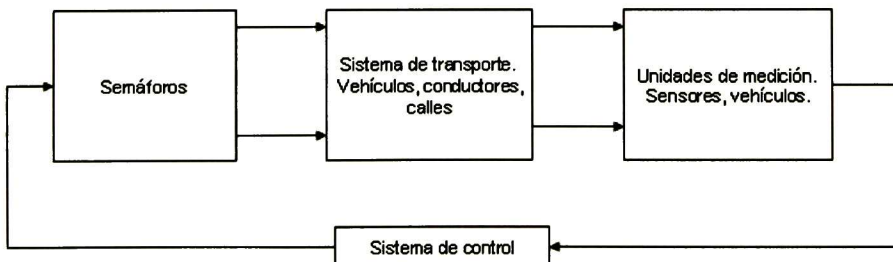 Semáforos
Sistema de transporte.
Vehículos, conductores,
calles
Unidades de medición.
Sensores, vehículos.
Sistema de control